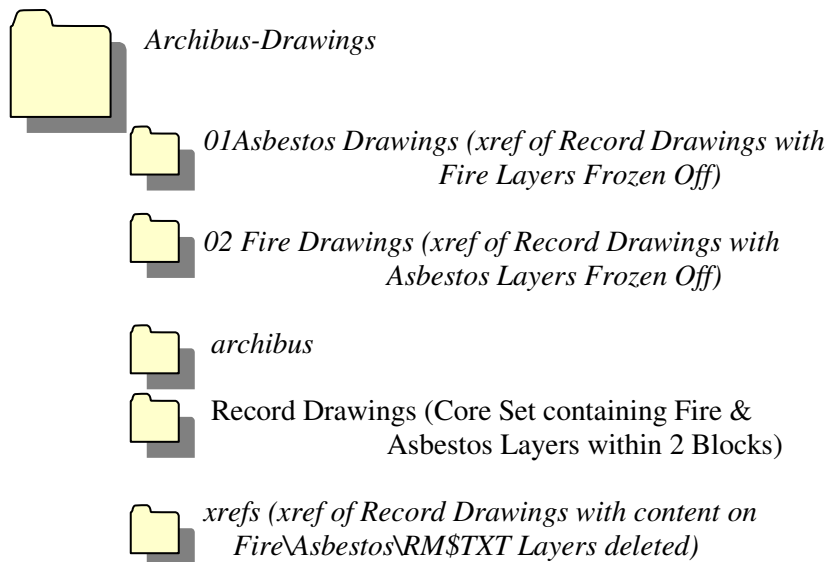 Archibus-Drawings
01Asbestos Drawings (xref of Record Drawings with
Fire Layers Frozen Off)
02 Fire Drawings (xref of Record Drawings with
Asbestos Layers Frozen Off)
archibus
Record Drawings (Core Set containing Fire &
Asbestos Layers within 2 Blocks)
xrefs (xref of Record Drawings with content on
Fire\Asbestos\RM$TXT Layers deleted)